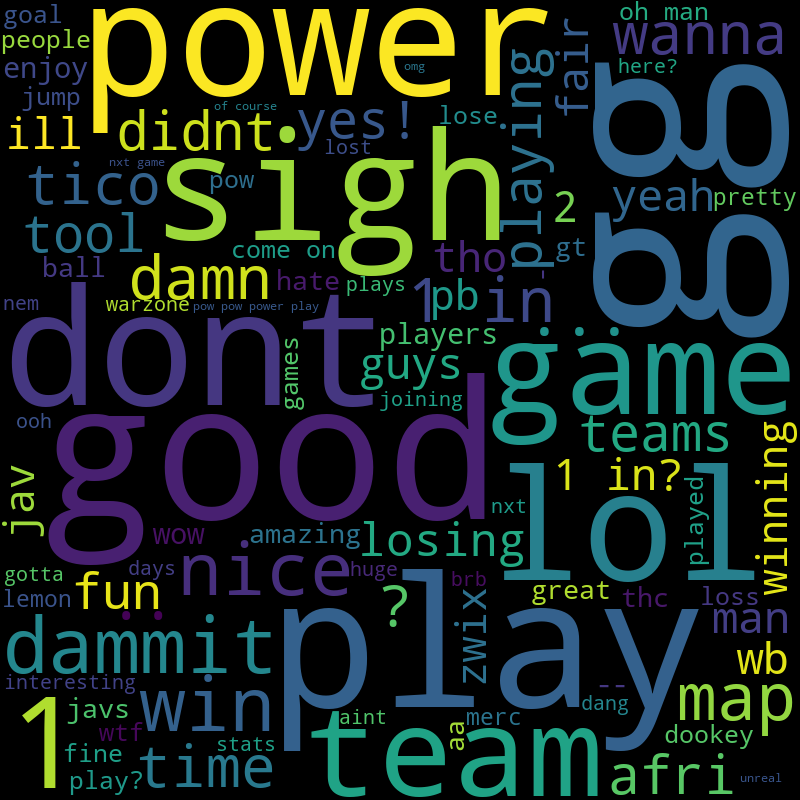 goal
people
enjoy
jump
ill
power
omg
of course
didnt
yes!
lose
lost
nxt game
sigh
playing
fair
oh man
wanna
here?
gg
tico
tool
pow
come on
ball
damn
hate
plays
tho
2
gt
yeah
pretty
nem
warzone
pow pow power play
1
pb
in
-
dont
games
players
guys
joining
...
game
teams
ooh
good
1 in?
winning
jav
wow
amazing
losing
nxt
lol
played
gotta
days
nice
huge
brb
lemon
fun
..
?
zwix
great
thc
loss
man
dammit
play
wb
interesting
--
dang
map
1
javs
win
team
aint
merc
aa
dookey
wtf
fine
stats
play?
time
afri
unreal